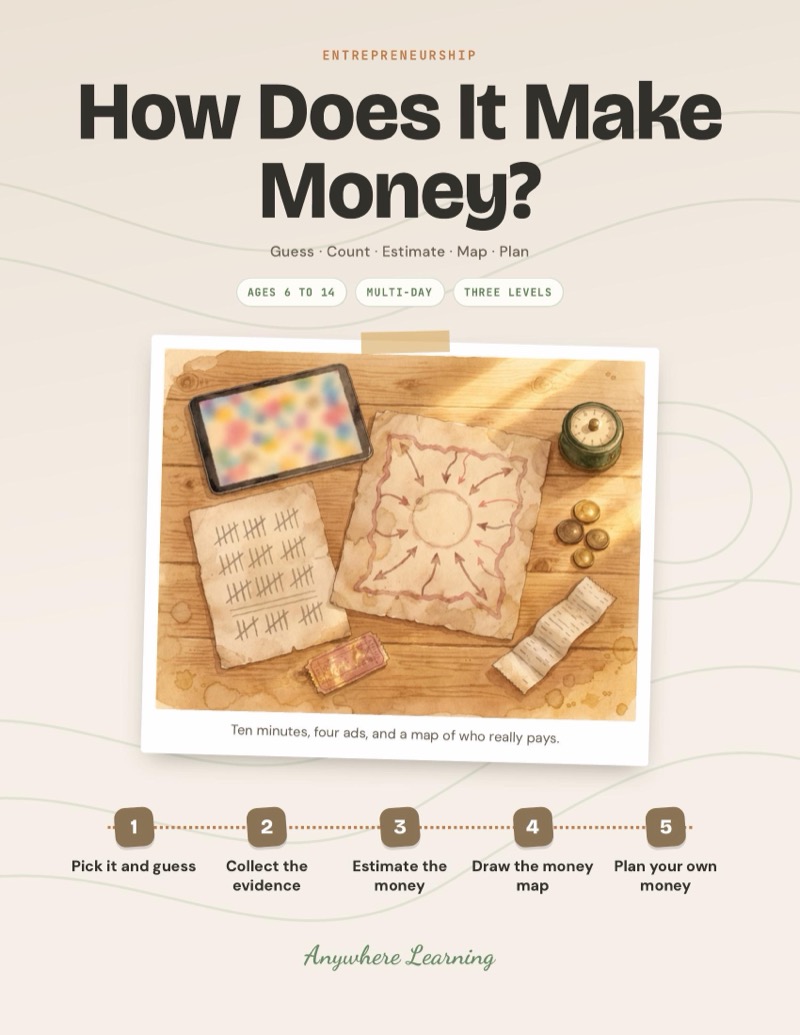 ENTREPRENEURSHIP
How Does It Make
Money?
Guess · Count · Estimate · Map · Plan
AGES 6 TO 14 MULTI-DAY THREE LEVELS
Ten minutes, four ads, and a map of who really pays.
1 2 3 4 5
Pick it and guess
Collect the
evidence
Estimate the
money
Draw the money
map
Plan your own
money
Anywhere Learning